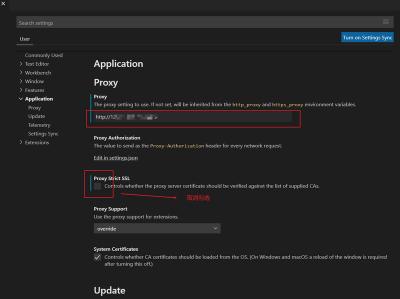 Search settings
User
Turn on Settings Sync
Commonly Used
Text Editor
Workbench
Window
Features
Application
Proxy
Update
Telemetry
Settings Sync
Extensions
Application
Proxy
Proxy
The proxy setting to use. If not set, will be inherited from the http_proxy and https_proxy environment variables.
Proxy Authorization
The value to send as the Proxy-Authorization header for every network request.
Edit in settings.json
Proxy Strict SSL
Controls whether the proxy server certificate should be verified against the list of supplied CAs.
取消勾选
Proxy Support
Use the proxy support for extensions.
override
System Certificates
Controls whether CA certificates should be loaded from the OS. (On Windows and macOS a reload of the window is required
after turning this off.)
Update